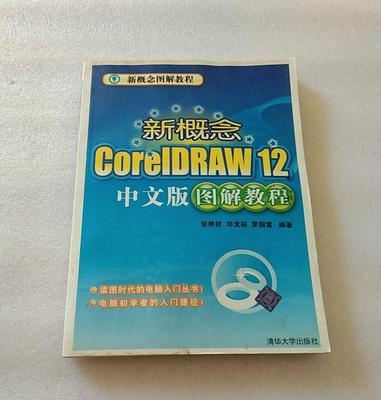 新概念图解教程
新概念
CorelDRAW 12
中文版 图解教程
张艳钗 邓发裕 罗国富 编著
读图时代的电脑入门丛书!
电脑初学者的入门捷径!
清华大学出版社